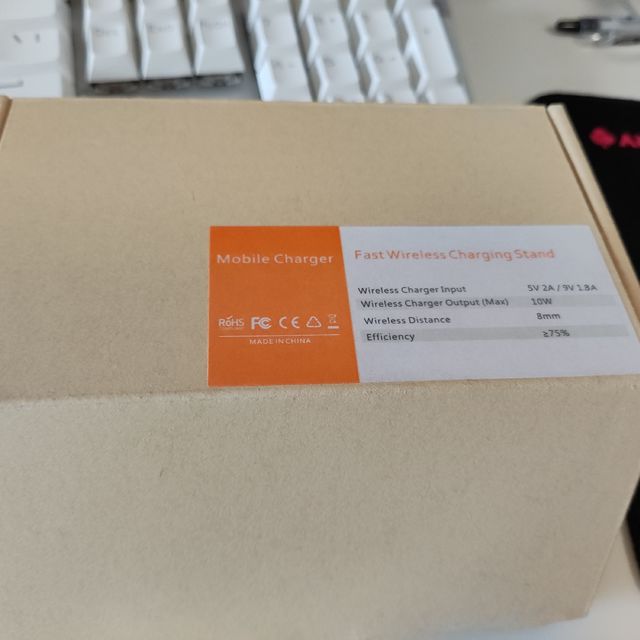 Mobile Charger
RoHS FC CE
MADE IN CHINA
Fast Wireless Charging Stand
Wireless Charger Input 5V 2A / 9V 1.8A
Wireless Charger Output (Max) 10W
Wireless Distance 8mm
Efficiency ≥75%